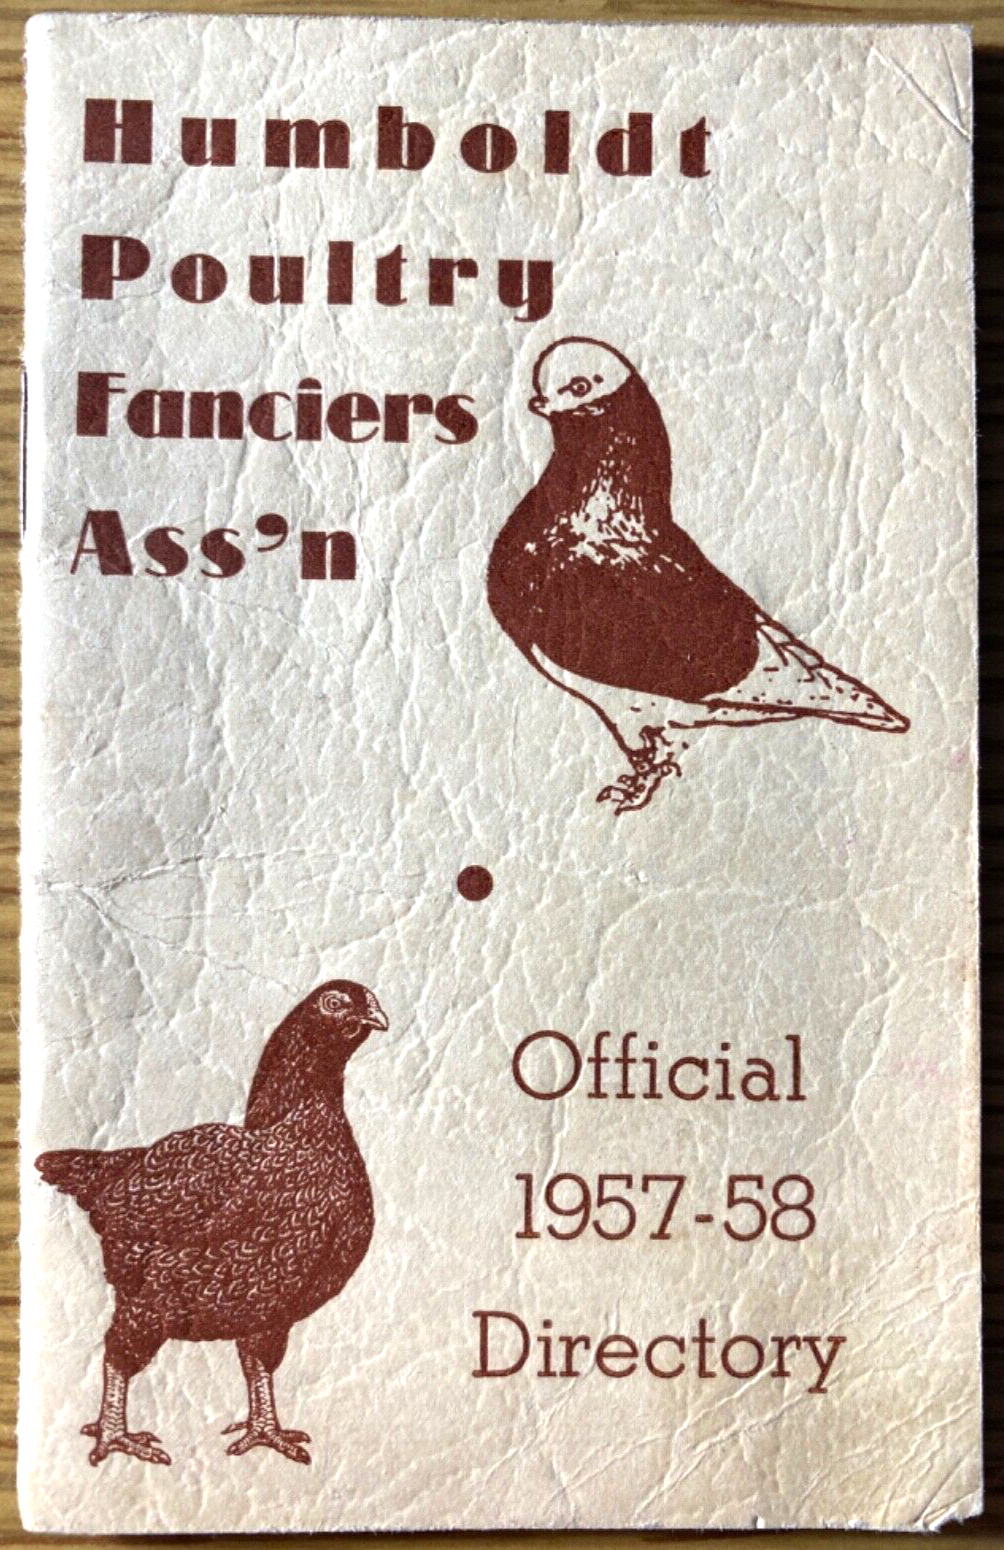 Humboldt
Poultry
Fanciers
Ass'n
Official
1957-58
Directory